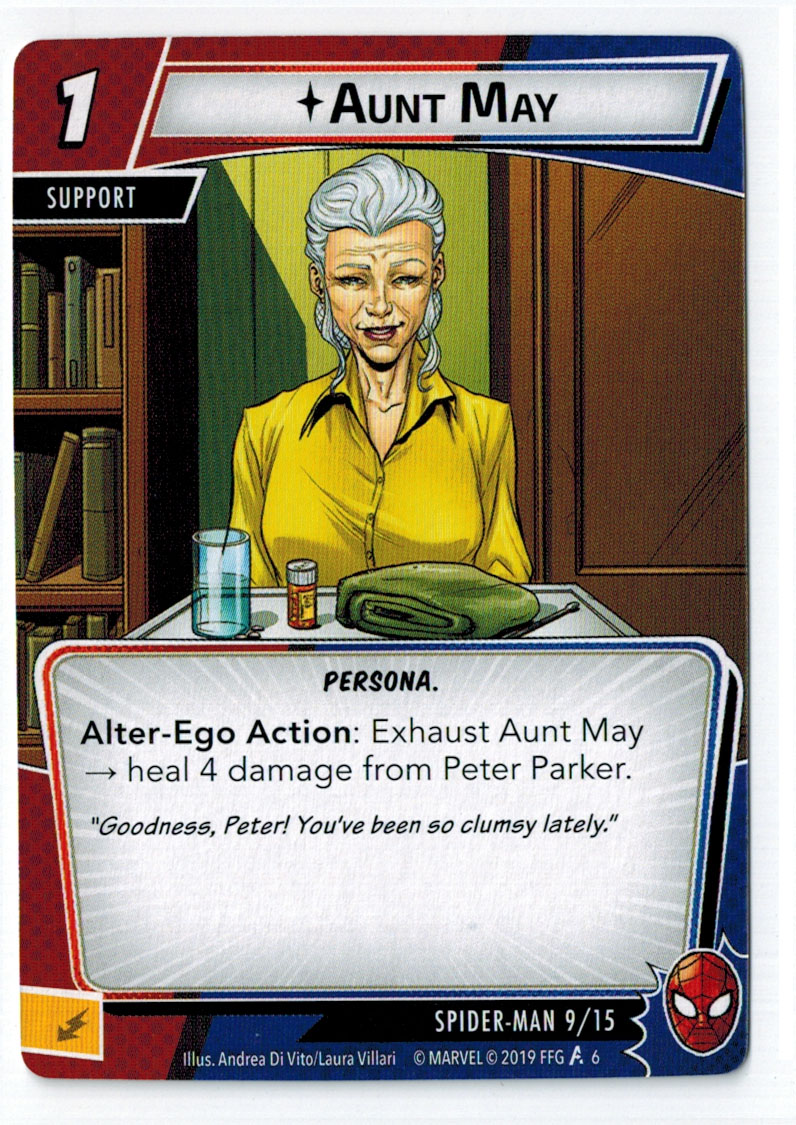 1
AUNT MAY
SUPPORT
PERSONA.
Alter-Ego Action: Exhaust Aunt May
→ heal 4 damage from Peter Parker.
"Goodness, Peter! You've been so clumsy lately."
SPIDER-MAN 9/15
Illus. Andrea Di Vito/Laura Villari © MARVEL © 2019 FFG 6